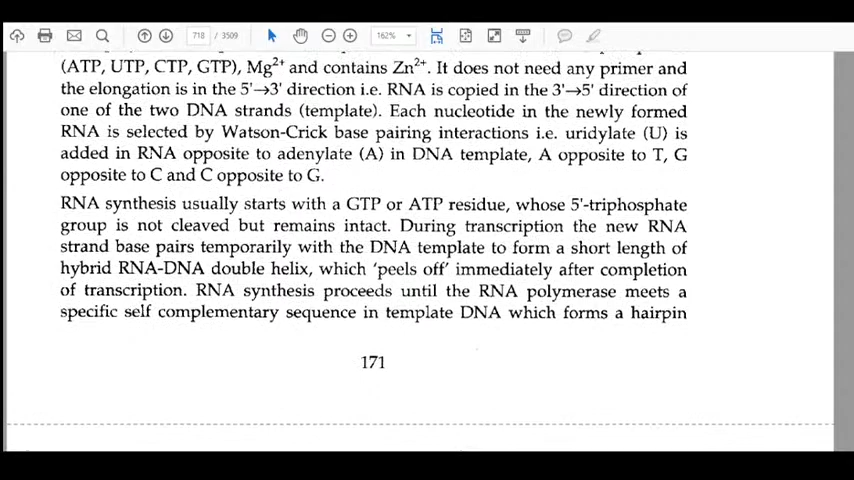 718 / 3509
162%
(ATP, UTP, CTP, GTP), Mg2+ and contains Zn2+. It does not need any primer and
the elongation is in the 5'→3' direction i.e. RNA is copied in the 3'→5' direction of
one of the two DNA strands (template). Each nucleotide in the newly formed
RNA is selected by Watson-Crick base pairing interactions i.e. uridylate (U) is
added in RNA opposite to adenylate (A) in DNA template, A opposite to T, G
opposite to C and C opposite to G.
RNA synthesis usually starts with a GTP or ATP residue, whose 5'-triphosphate
group is not cleaved but remains intact. During transcription the new RNA
strand base pairs temporarily with the DNA template to form a short length of
hybrid RNA-DNA double helix, which 'peels off' immediately after completion
of transcription. RNA synthesis proceeds until the RNA polymerase meets a
specific self complementary sequence in template DNA which forms a hairpin
171